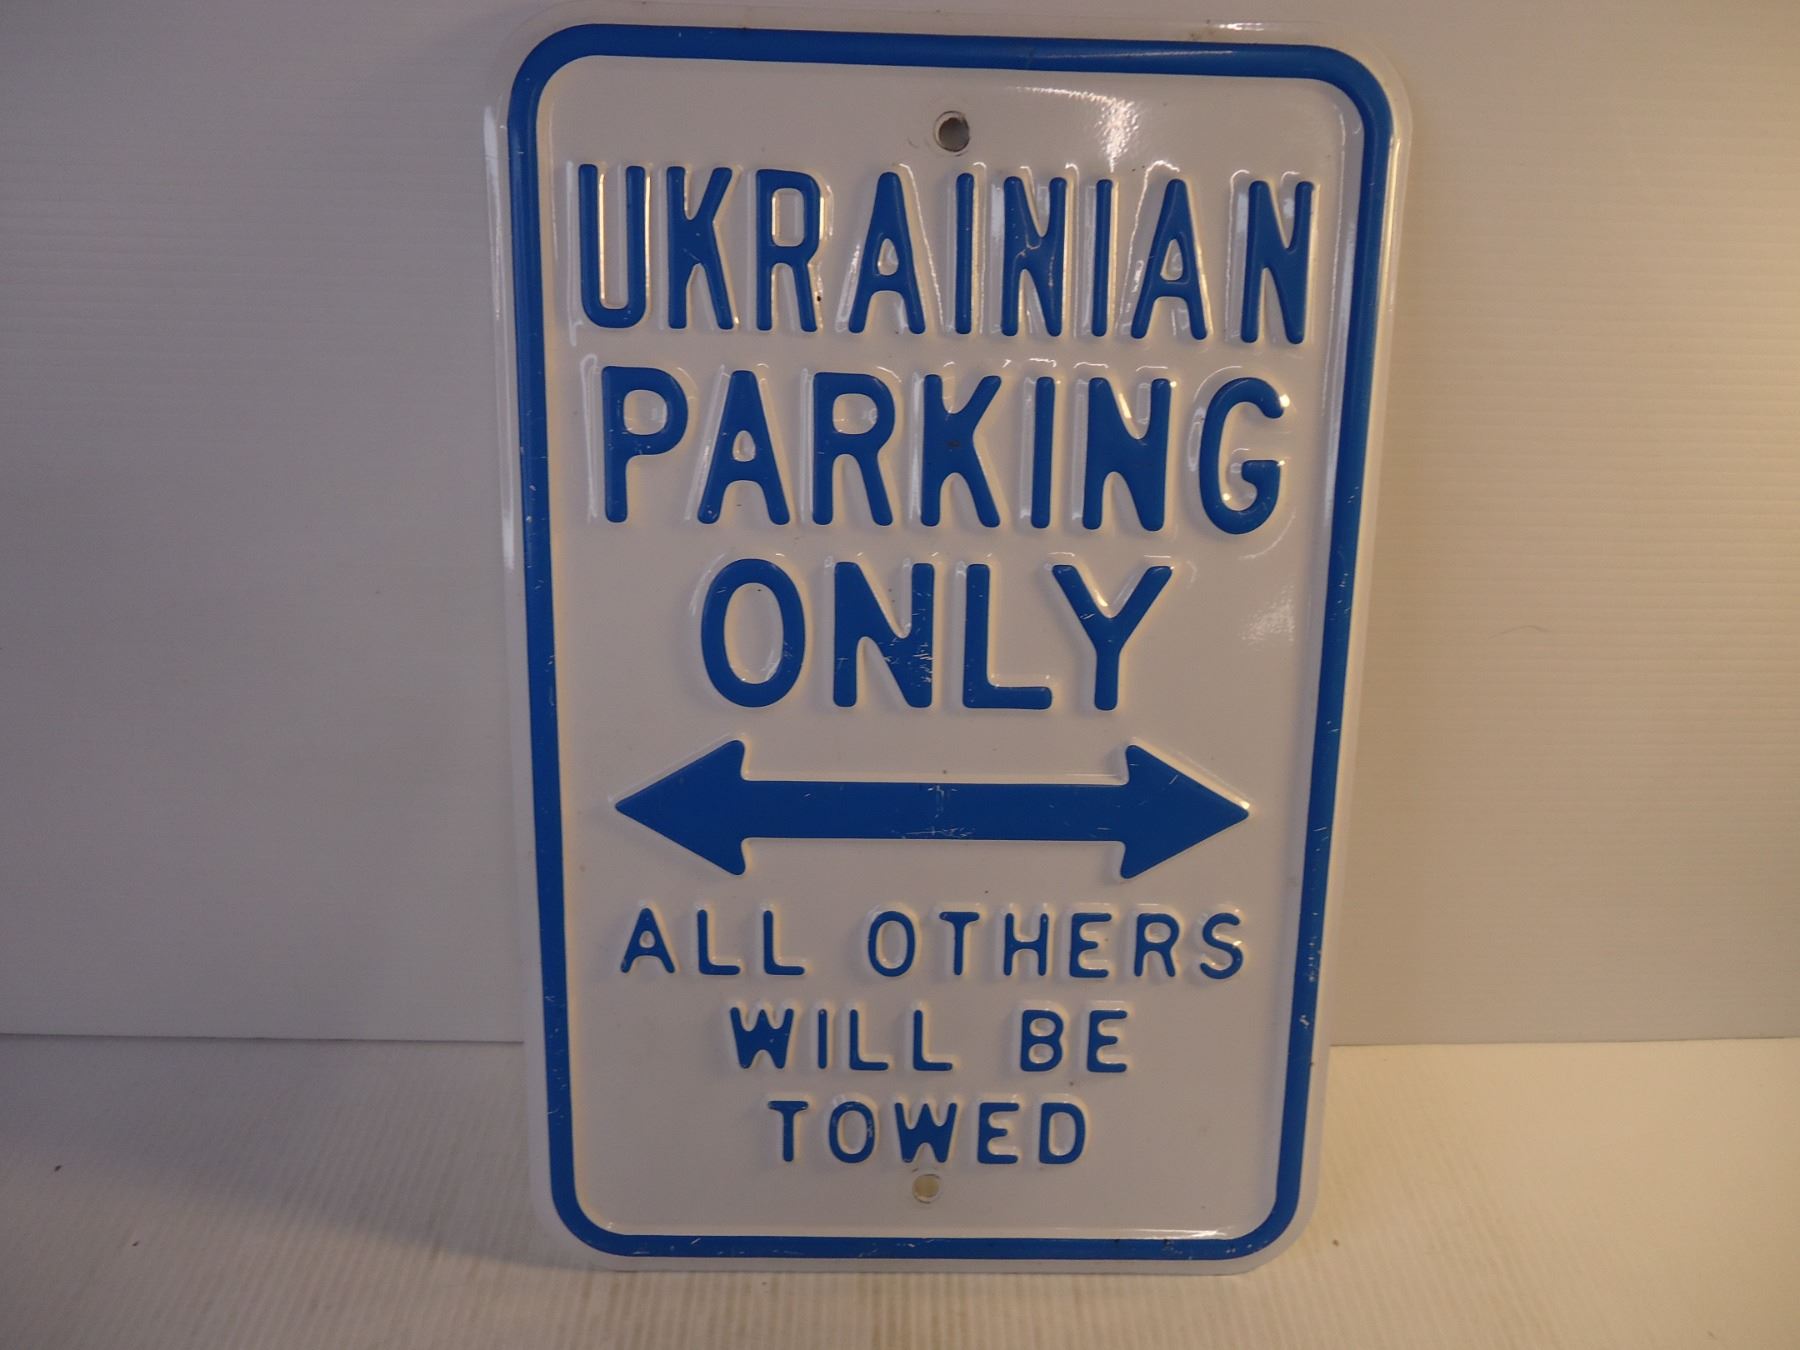 UKRAINIAN
PARKING
ONLY
ALL OTHERS
WILL BE
TOWED